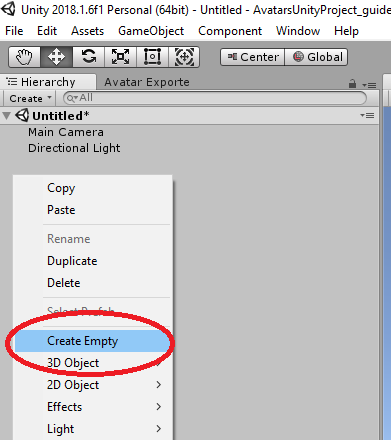 Unity 2018.1.6f1 Personal (64bit) - Untitled - AvatarsUnityProject_guide
File Edit Assets GameObject Component Window Help
Center Global
Hierarchy Avatar Exporte
Create All
Untitled*
Main Camera
Directional Light
Copy
Paste
Rename
Duplicate
Delete
Select Prefab
Create Empty
3D Object
2D Object
Effects
Light